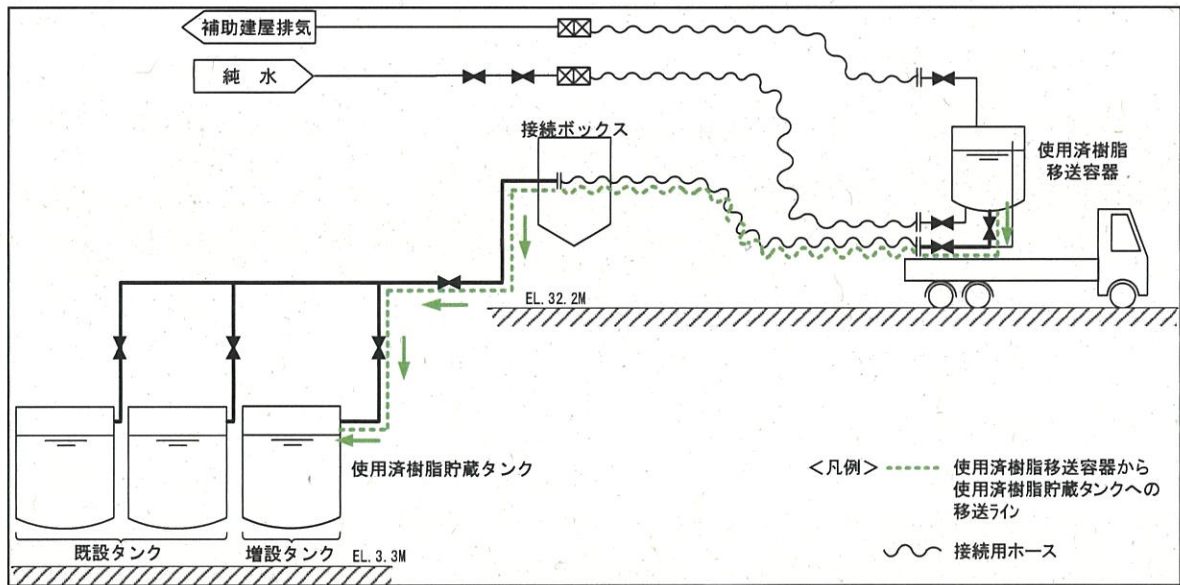 補助建屋排気
純 水
接続ボックス
使用済樹脂
移送容器
EL.32.2M
使用済樹脂貯蔵タンク
既設タンク
増設タンク
EL.3.3M
<凡例>
使用済樹脂移送容器から
使用済樹脂貯蔵タンクへの
移送ライン
接続用ホース